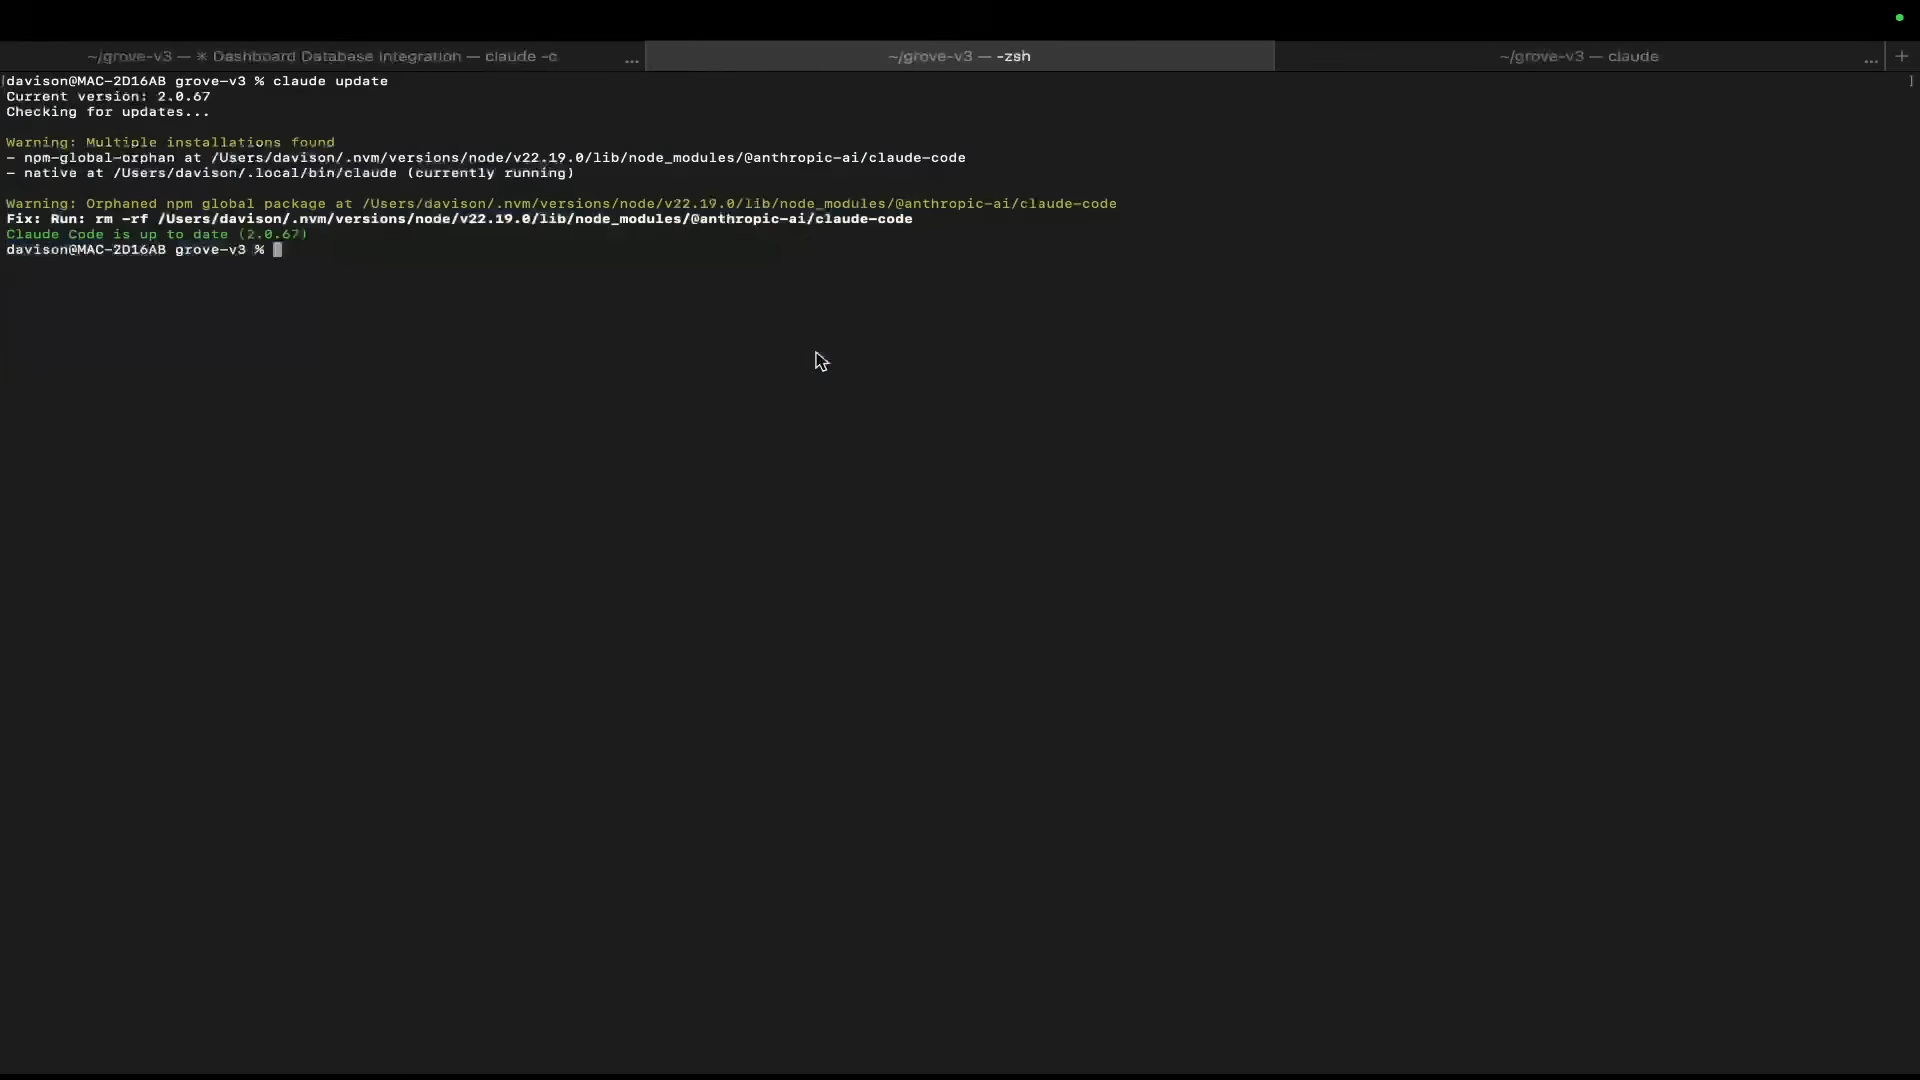 ~/grove-v3 — ✳ Dashboard Database Integration — claude -c
...
~/grove-v3 — -zsh
~/grove-v3 — claude
...
+
davison@MAC-2D16AB grove-v3 % claude update
Current version: 2.0.67
Checking for updates...
Warning: Multiple installations found
- npm-global-orphan at /Users/davison/.nvm/versions/node/v22.19.0/lib/node_modules/@anthropic-ai/claude-code
- native at /Users/davison/.local/bin/claude (currently running)
Warning: Orphaned npm global package at /Users/davison/.nvm/versions/node/v22.19.0/lib/node_modules/@anthropic-ai/claude-code
Fix: Run: rm -rf /Users/davison/.nvm/versions/node/v22.19.0/lib/node_modules/@anthropic-ai/claude-code
Claude Code is up to date (2.0.67)
davison@MAC-2D16AB grove-v3 %